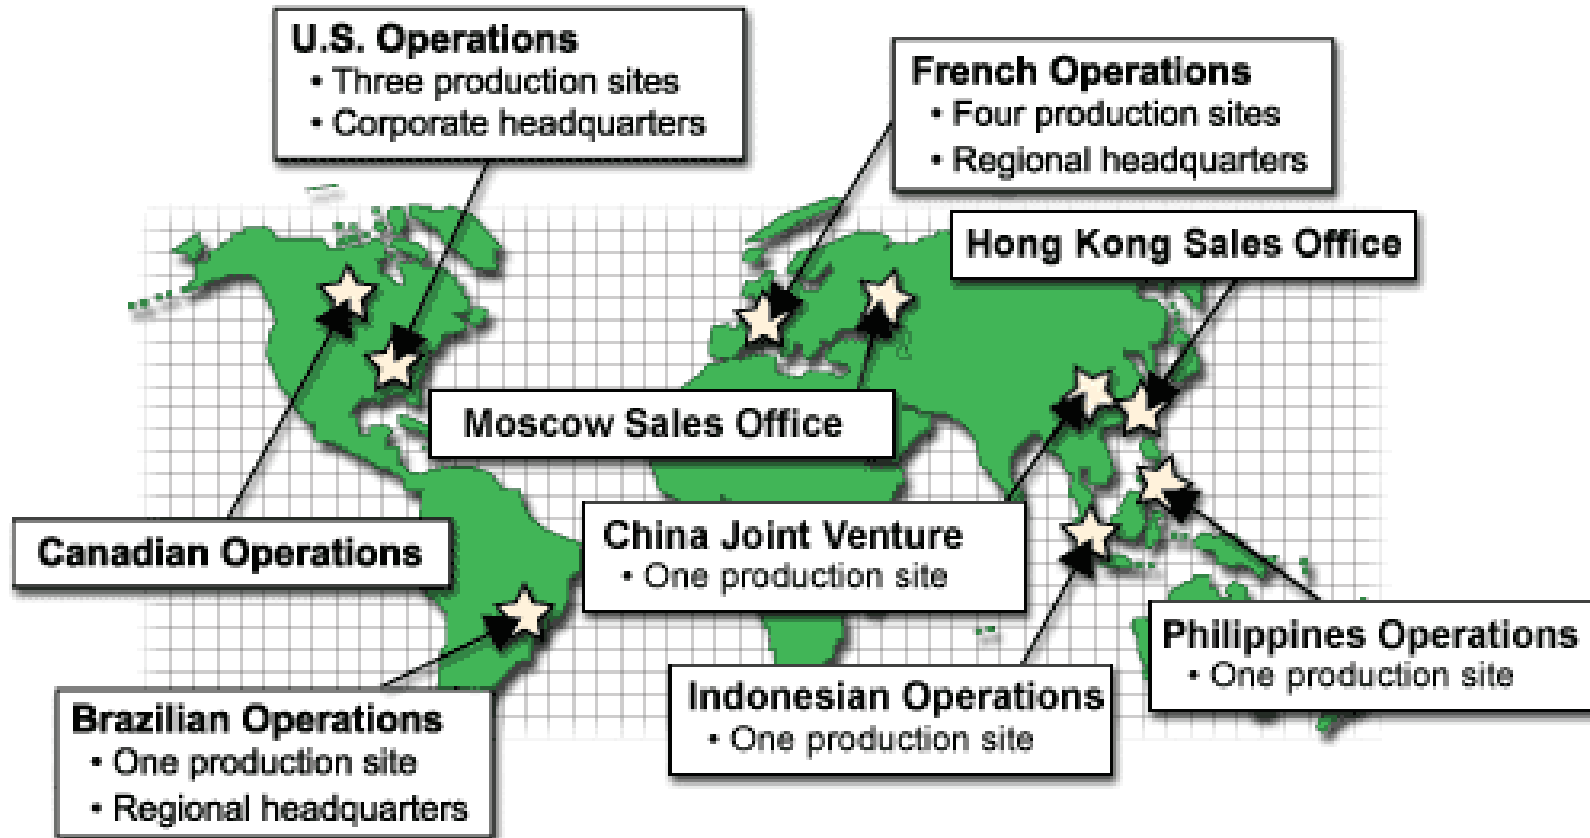 U.S. Operations
• Three production sites
• Corporate headquarters
French Operations
• Four production sites
• Regional headquarters
Hong Kong Sales Office
Moscow Sales Office
Canadian Operations
China Joint Venture
• One production site
Philippines Operations
• One production site
Indonesian Operations
• One production site
Brazilian Operations
• One production site
• Regional headquarters